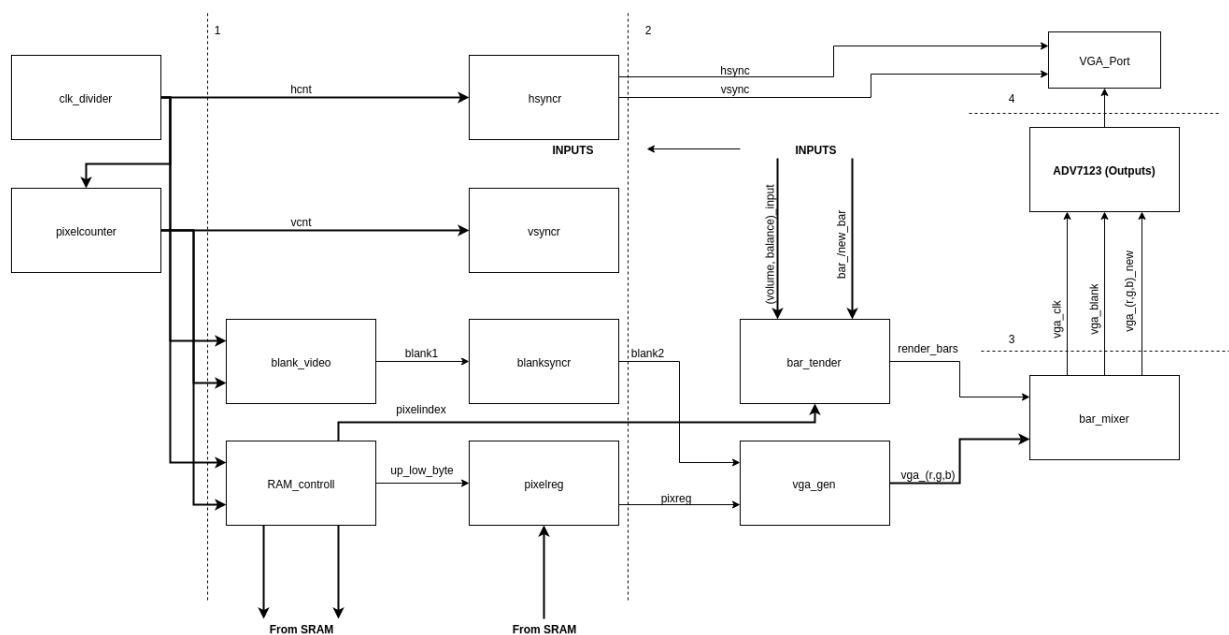 1
2
clk_divider
hcnt
hsyncr
hsync
vsync
VGA_Port
4
INPUTS
INPUTS
ADV7123 (Outputs)
pixelcounter
vcnt
vsyncr
(volume, balance)_input
bar_/new_bar
vga_clk
vga_blank
vga_(r,g,b)_new
3
blank_video
blank1
blanksyncr
blank2
bar_tender
render_bars
bar_mixer
pixelindex
RAM_controll
up_low_byte
pixelreg
pixreg
vga_gen
vga_(r,g,b)
From SRAM
From SRAM